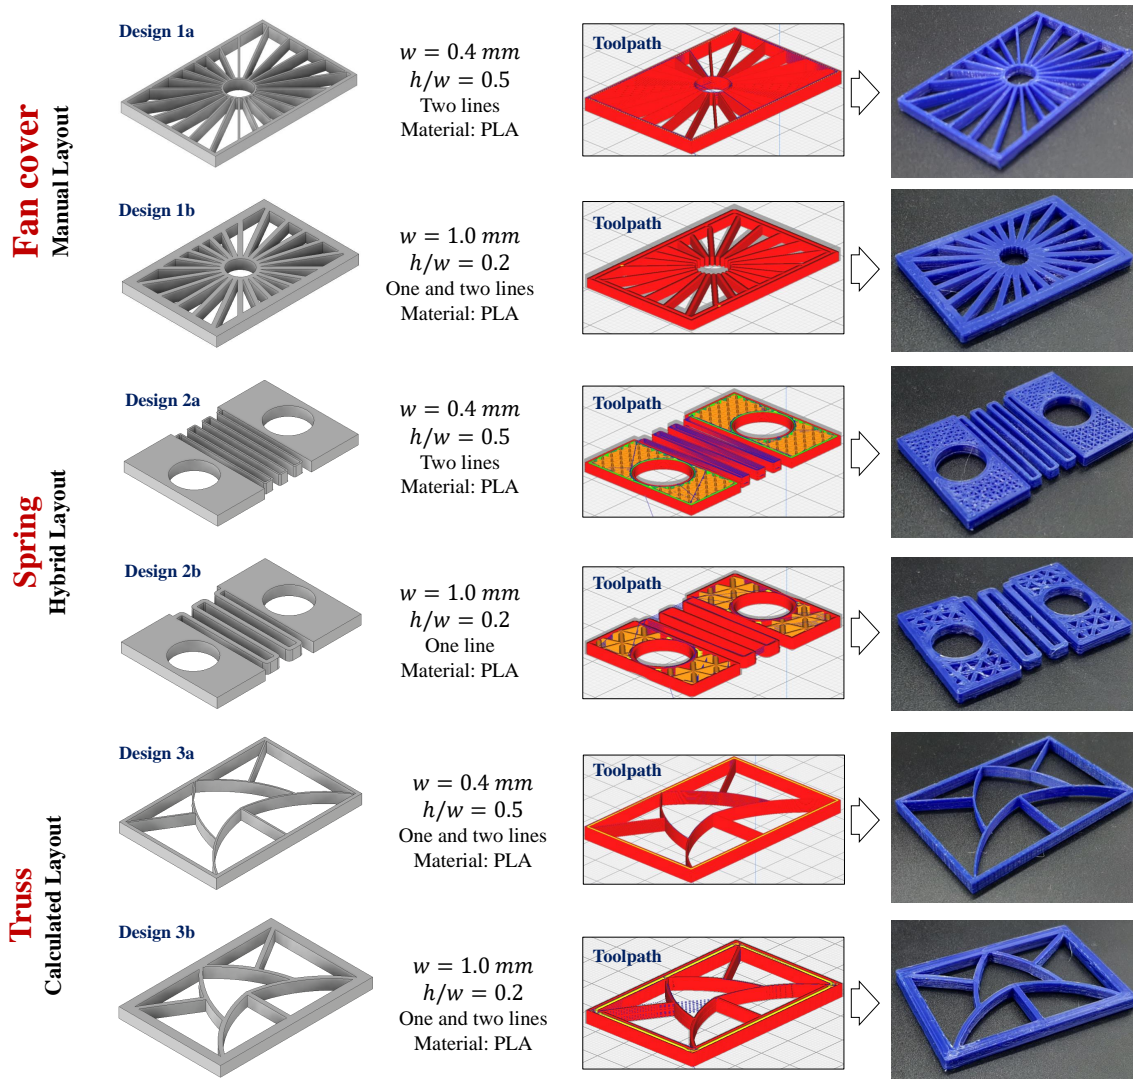 Fan cover
Manual Layout
Design 1a
w = 0.4 mm
h/w = 0.5
Two lines
Material: PLA
Toolpath
Design 1b
w = 1.0 mm
h/w = 0.2
One and two lines
Material: PLA
Toolpath
Spring
Hybrid Layout
Design 2a
w = 0.4 mm
h/w = 0.5
Two lines
Material: PLA
Toolpath
Design 2b
w = 1.0 mm
h/w = 0.2
One line
Material: PLA
Toolpath
Truss
Calculated Layout
Design 3a
w = 0.4 mm
h/w = 0.5
One and two lines
Material: PLA
Toolpath
Design 3b
w = 1.0 mm
h/w = 0.2
One and two lines
Material: PLA
Toolpath